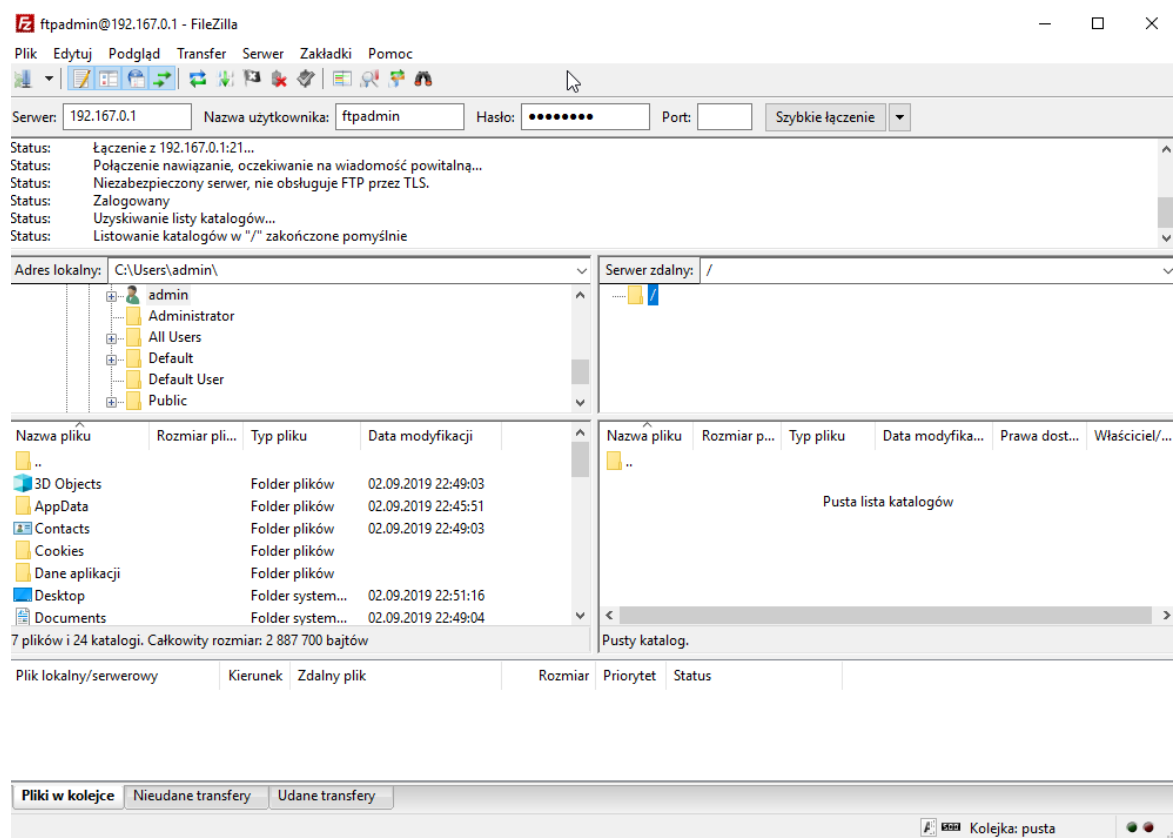 ftpadmin@192.167.0.1 - FileZilla
Plik Edytuj Podgląd Transfer Serwer Zakładki Pomoc
Serwer: 192.167.0.1 Nazwa użytkownika: ftpadmin Hasło: ●●●●●●●● Port: Szybkie łączenie
Status: Łączenie z 192.167.0.1:21...
Status: Połączenie nawiązanie, oczekiwanie na wiadomość powitalną...
Status: Niezabezpieczony serwer, nie obsługuje FTP przez TLS.
Status: Zalogowany
Status: Uzyskiwanie listy katalogów...
Status: Listowanie katalogów w "/" zakończone pomyślnie
Adres lokalny: C:\Users\admin\
admin
Administrator
All Users
Default
Default User
Public
Serwer zdalny: /
/
Nazwa pliku Rozmiar pli... Typ pliku Data modyfikacji
..
3D Objects Folder plików 02.09.2019 22:49:03
AppData Folder plików 02.09.2019 22:45:51
Contacts Folder plików 02.09.2019 22:49:03
Cookies Folder plików
Dane aplikacji Folder plików
Desktop Folder system... 02.09.2019 22:51:16
Documents Folder system... 02.09.2019 22:49:04
7 plików i 24 katalogi. Całkowity rozmiar: 2 887 700 bajtów
Nazwa pliku Rozmiar p... Typ pliku Data modyfika... Prawa dost... Właściciel/...
..
Pusta lista katalogów
Pusty katalog.
Plik lokalny/serwerowy Kierunek Zdalny plik Rozmiar Priorytet Status
Pliki w kolejce Nieudane transfery Udane transfery
Kolejka: pusta